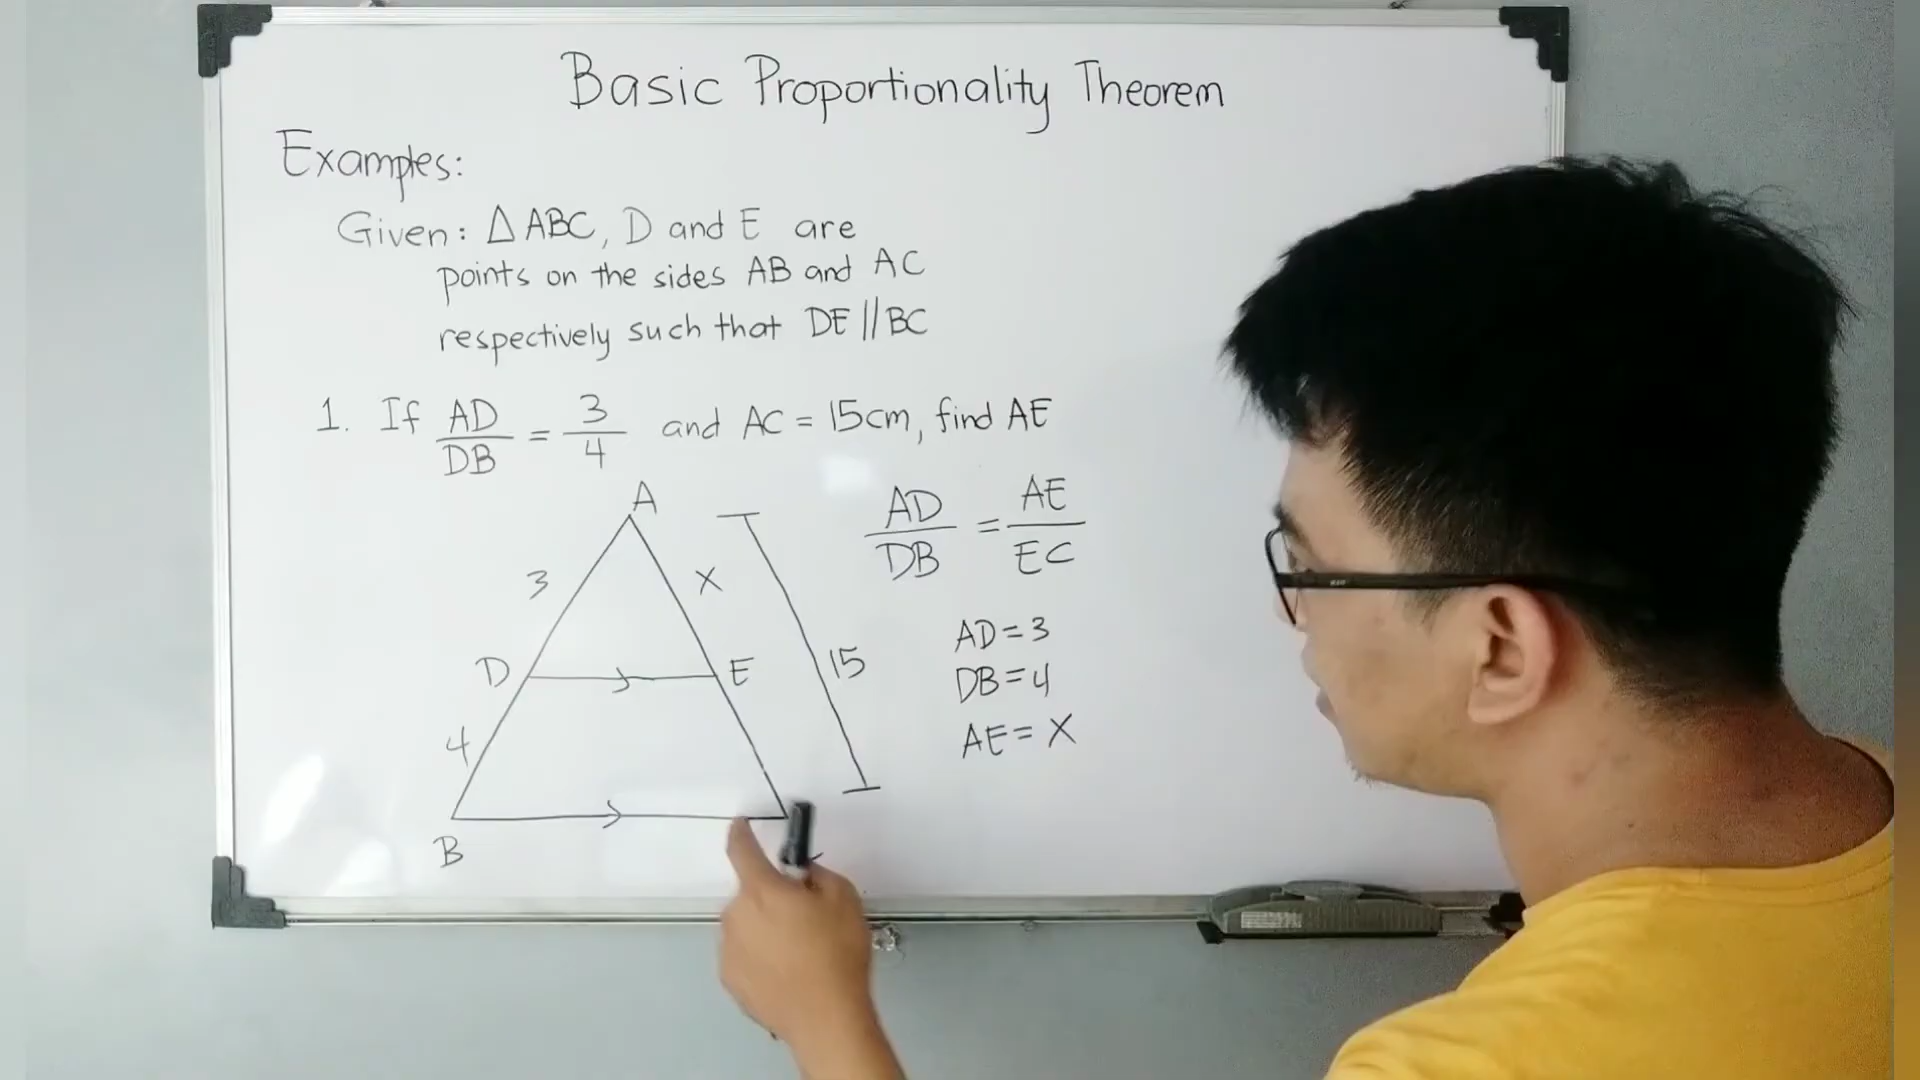 Basic Proportionality Theorem
Examples:
Given: △ABC, D and E are
points on the sides AB and AC
respectively such that DE // BC
1. If AD/DB = 3/4 and AC = 15cm, find AE
A
3
X
D
E
15
4
B
AD/DB = AE/EC
AD = 3
DB = 4
AE = X